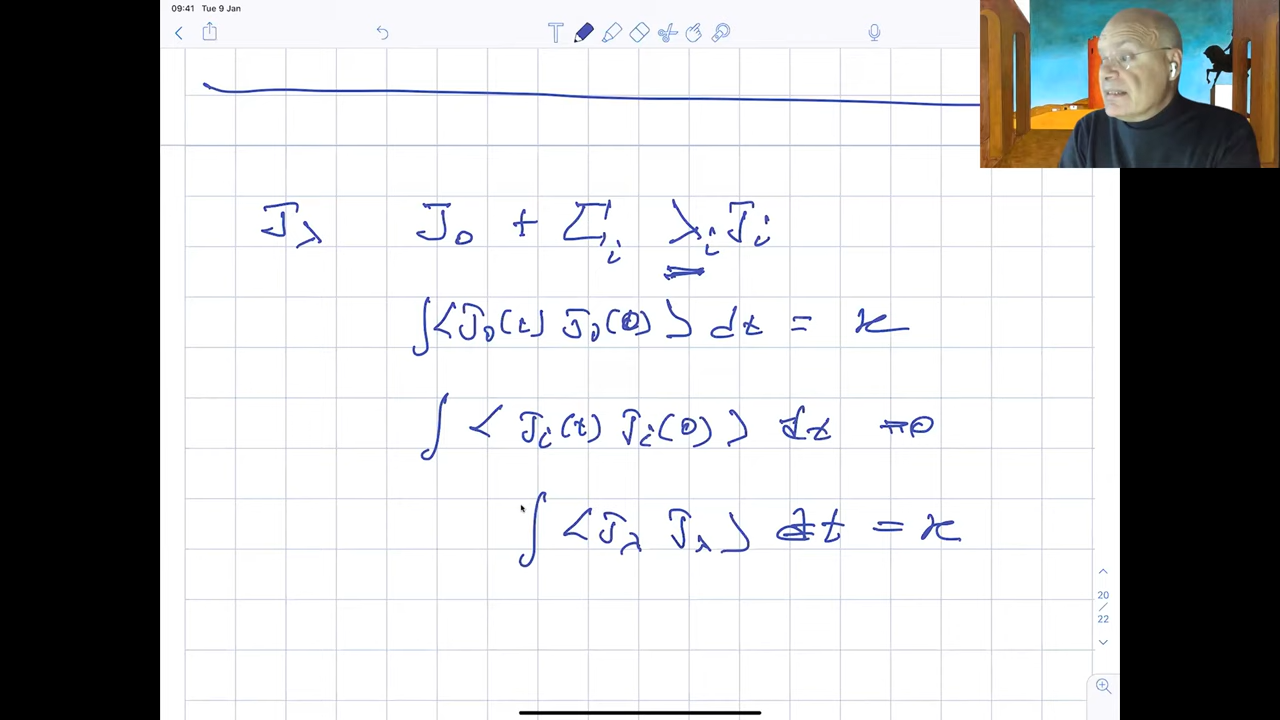 09:41 Tue 9 Jan
J_λ J_0 + Σ_i λ_i J_i
∫⟨J_0(t) J_0(0)⟩ dt = κ
∫ ⟨ J_i(t) J_i(0) ⟩ dt = 0
∫ ⟨J_λ J_λ⟩ dt = κ
20
/
22